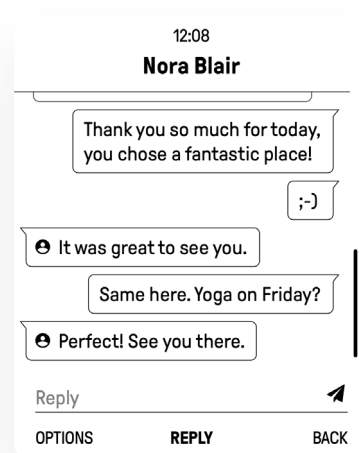 12:08
Nora Blair
Thank you so much for today,
you chose a fantastic place!
;-)
It was great to see you.
Same here. Yoga on Friday?
Perfect! See you there.
Reply
OPTIONS REPLY BACK